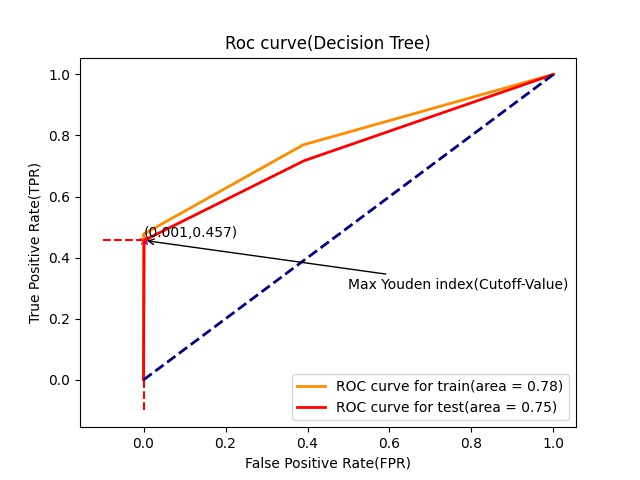 Roc curve(Decision Tree)
1.0
0.8
0.6
0.4
0.2
0.0
True Positive Rate(TPR)
(0.001,0.457)
Max Youden index(Cutoff-Value)
ROC curve for train(area = 0.78)
ROC curve for test(area = 0.75)
0.0 0.2 0.4 0.6 0.8 1.0
False Positive Rate(FPR)